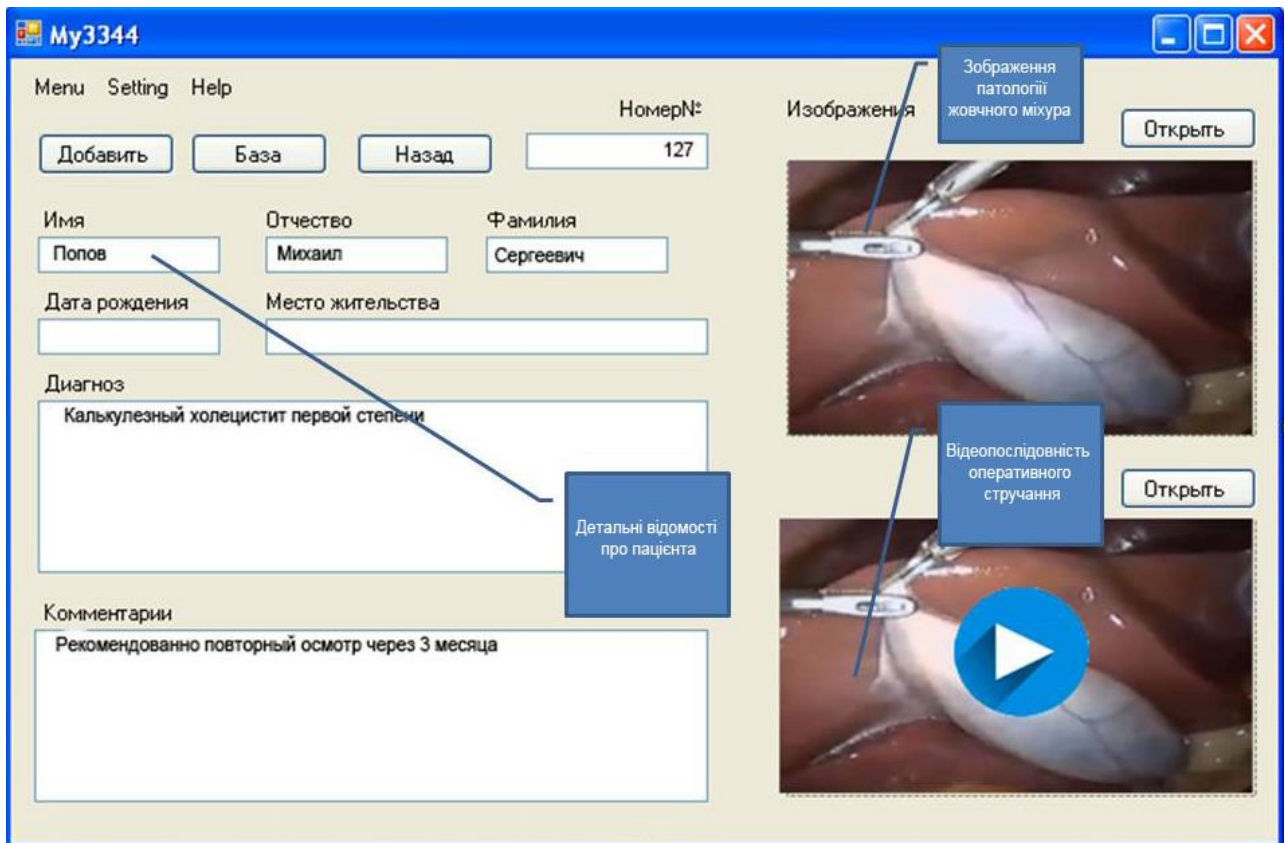 My3344
Menu Setting Help
НомерN:
Добавить База Назад 127
Имя Отчество Фамилия
Попов Михаил Сергеевич
Дата рождения Место жительства
Диагноз
Калькулезный холецистит первой степени
Детальні відомості
про пацієнта
Комментарии
Рекомендованно повторный осмотр через 3 месяца
Изображения
Зображення
патологіїї
жовчного міхура
Открыть
Відеопослідовність
оперативного
стручання
Открыть